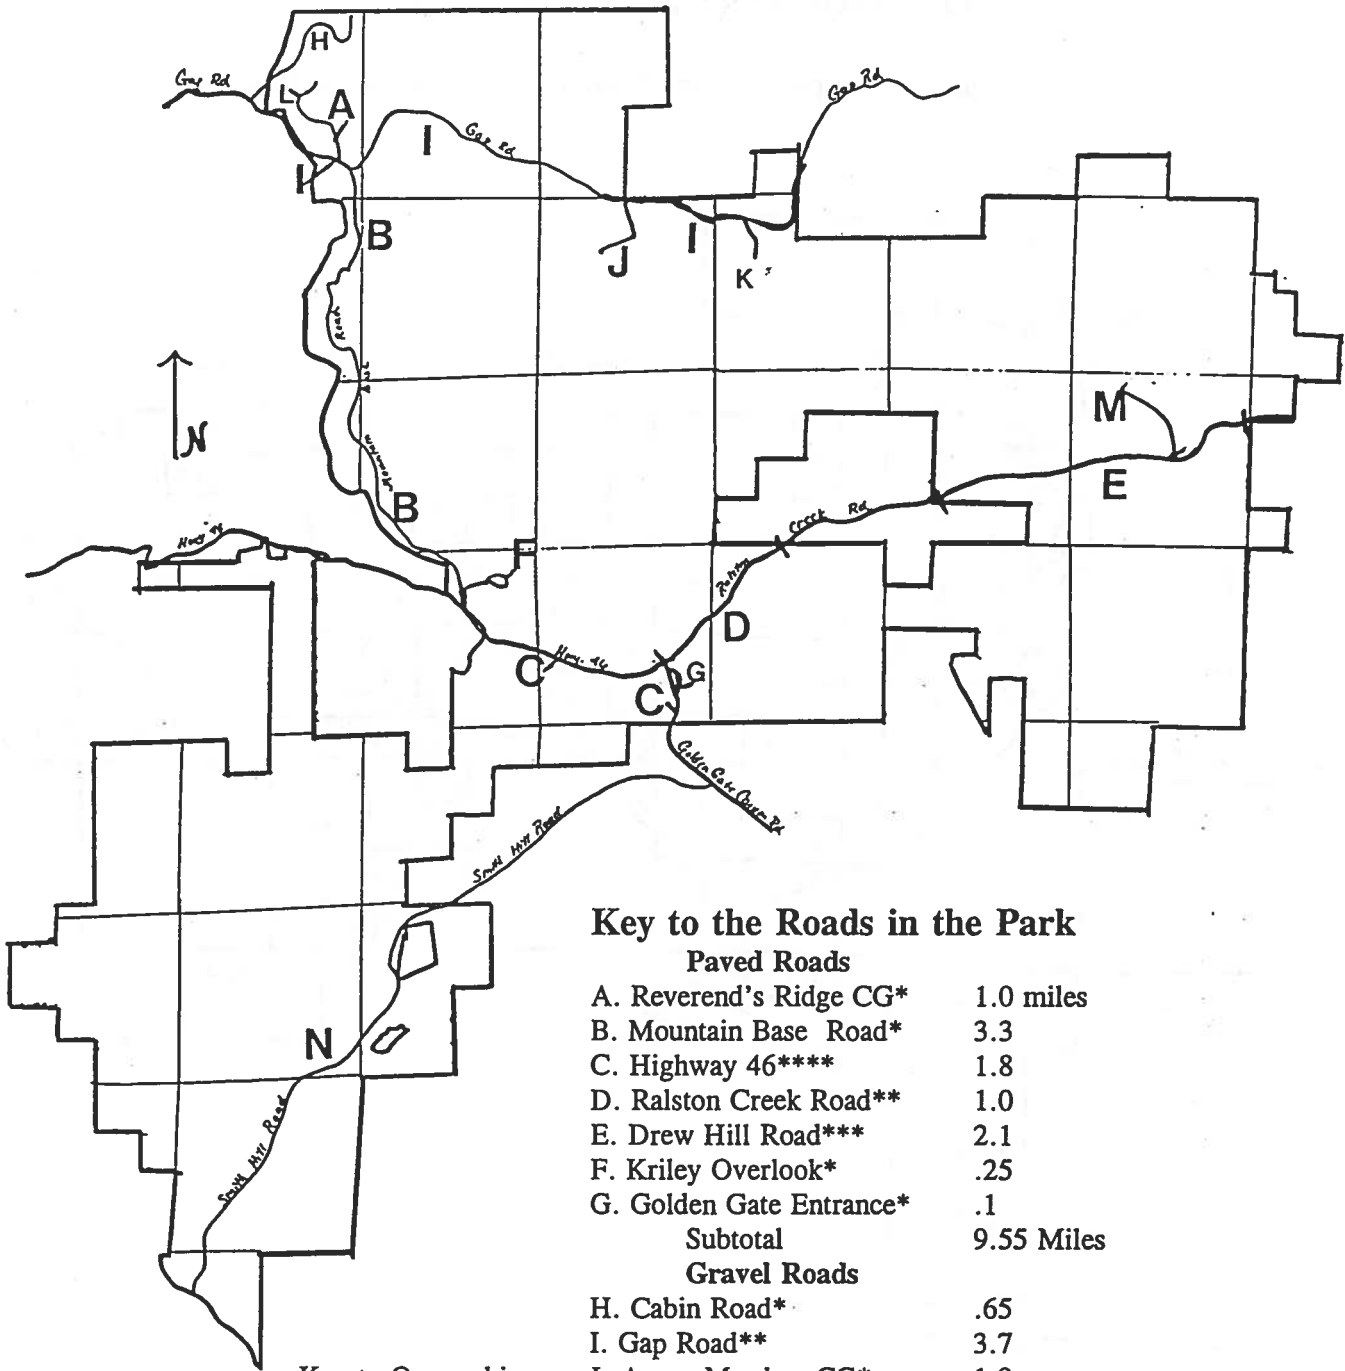 H
Gap Rd
L
A
I
Gap Rd
Gap Rd
I
B
J
I
K
Road
N
M
Mountain
B
E
Hwy 46
Creek Rd
Ralston
D
C
Hwy. 46
G
C
Golden Gate Canyon Rd
Smith Hill Road
N
Smith Hill Road
Key to the Roads in the Park
Paved Roads
A. Reverend's Ridge CG* 1.0 miles
B. Mountain Base Road* 3.3
C. Highway 46**** 1.8
D. Ralston Creek Road** 1.0
E. Drew Hill Road*** 2.1
F. Kriley Overlook* .25
G. Golden Gate Entrance* .1
Subtotal 9.55 Miles
Gravel Roads
H. Cabin Road* .65
I. Gap Road** 3.7